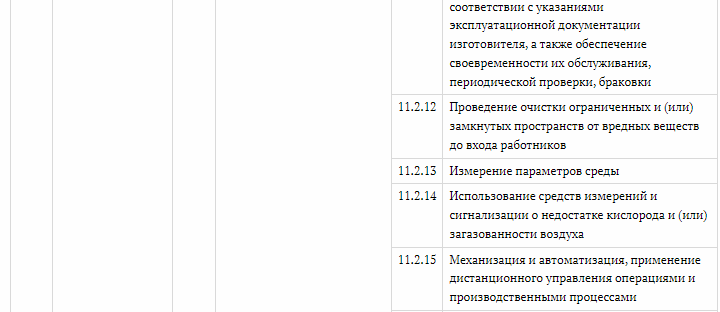 соответствии с указаниями
эксплуатационной документации
изготовителя, а также обеспечение
своевременности их обслуживания,
периодической проверки, браковки
11.2.12 Проведение очистки ограниченных и (или)
замкнутых пространств от вредных веществ
до входа работников
11.2.13 Измерение параметров среды
11.2.14 Использование средств измерений и
сигнализации о недостатке кислорода и (или)
загазованности воздуха
11.2.15 Механизация и автоматизация, применение
дистанционного управления операциями и
производственными процессами